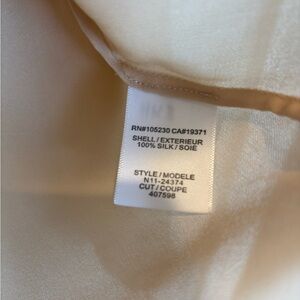 RN#105230 CA#19371
SHELL / EXTERIEUR
100% SILK / SOIE
STYLE / MODELE
N11-24374
CUT / COUPE
407598